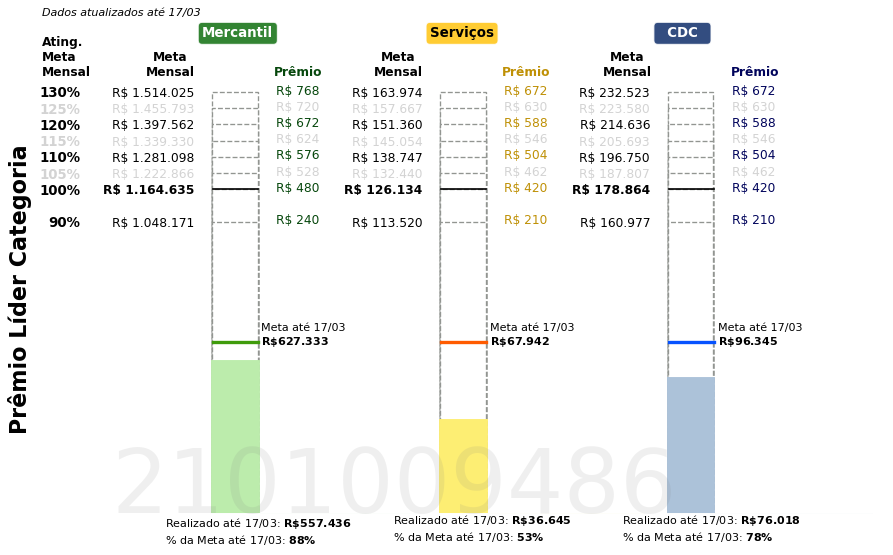 Dados atualizados até 17/03
Mercantil Serviços CDC
Ating. Meta Mensal
Meta Mensal Prêmio Meta Mensal Prêmio Meta Mensal Prêmio
130% R$ 1.514.025 R$ 768 R$ 163.974 R$ 672 R$ 232.523 R$ 672
125% R$ 1.455.793 R$ 720 R$ 157.667 R$ 630 R$ 223.580 R$ 630
120% R$ 1.397.562 R$ 672 R$ 151.360 R$ 588 R$ 214.636 R$ 588
115% R$ 1.339.330 R$ 624 R$ 145.054 R$ 546 R$ 205.693 R$ 546
110% R$ 1.281.098 R$ 576 R$ 138.747 R$ 504 R$ 196.750 R$ 504
105% R$ 1.222.866 R$ 528 R$ 132.440 R$ 462 R$ 187.807 R$ 462
100% R$ 1.164.635 R$ 480 R$ 126.134 R$ 420 R$ 178.864 R$ 420
90% R$ 1.048.171 R$ 240 R$ 113.520 R$ 210 R$ 160.977 R$ 210
Prêmio Líder Categoria
Meta até 17/03 Meta até 17/03 Meta até 17/03
R$627.333 R$67.942 R$96.345
2101009486
Realizado até 17/03: R$557.436 Realizado até 17/03: R$36.645 Realizado até 17/03: R$76.018
% da Meta até 17/03: 88% % da Meta até 17/03: 53% % da Meta até 17/03: 78%